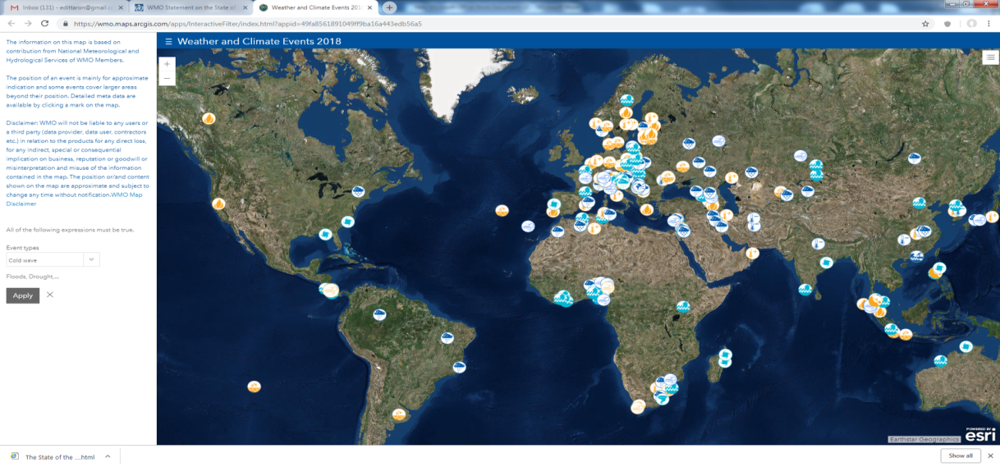 Inbox (131) - edittaron@gmail.co
WMO Statement on the State of
Weather and Climate Events 201
https://wmo.maps.arcgis.com/apps/InteractiveFilter/index.html?appid=49fa8561891049ff9ba16a443edb56a5
The information on this map is based on
contribution from National Meteorological and
Hydrological Services of WMO Members.
The position of an event is mainly for approximate
indication and some events cover larger areas
beyond their position. Detailed meta data are
available by clicking a mark on the map.
Disclaimer: WMO will not be liable to any users or
a third party (data provider, data user, contractors
etc.) in relation to the products for any direct loss,
for any indirect, special or consequential
implication on business, reputation or goodwill or
misinterpretation and misuse of the information
contained in the map. The position or/and content
shown on the map are approximate and subject to
change any time without notification.WMO Map
Disclaimer
All of the following expressions must be true.
Event types
Cold wave
Floods, Drought,...
Apply
Weather and Climate Events 2018
POWERED BY
esri
Earthstar Geographics
The State of the ....html
Show all